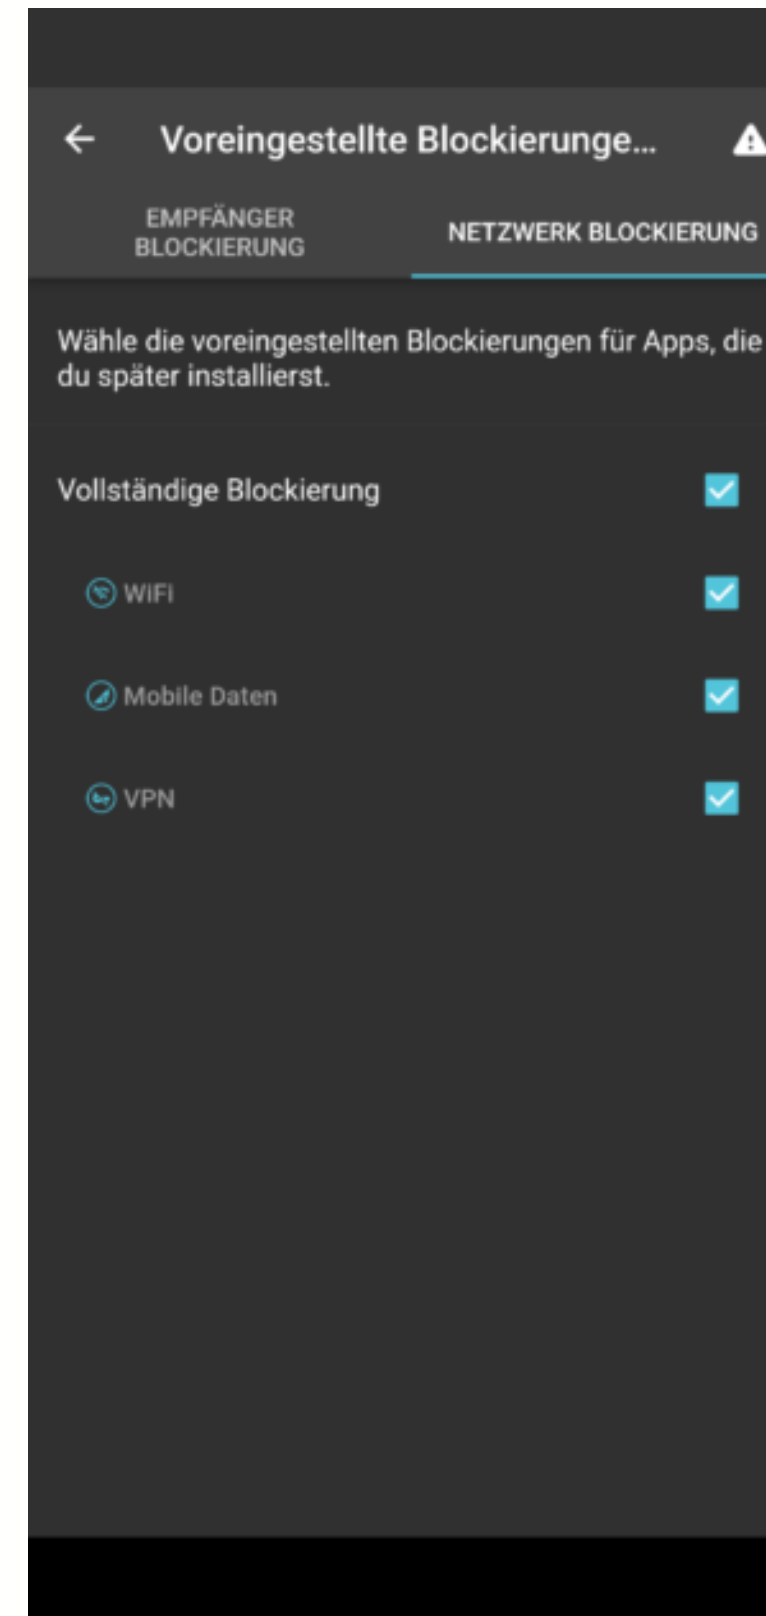 Voreingestellte Blockierunge...
EMPFÄNGER
BLOCKIERUNG
NETZWERK BLOCKIERUNG
Wähle die voreingestellten Blockierungen für Apps, die
du später installierst.
Vollständige Blockierung
WiFi
Mobile Daten
VPN